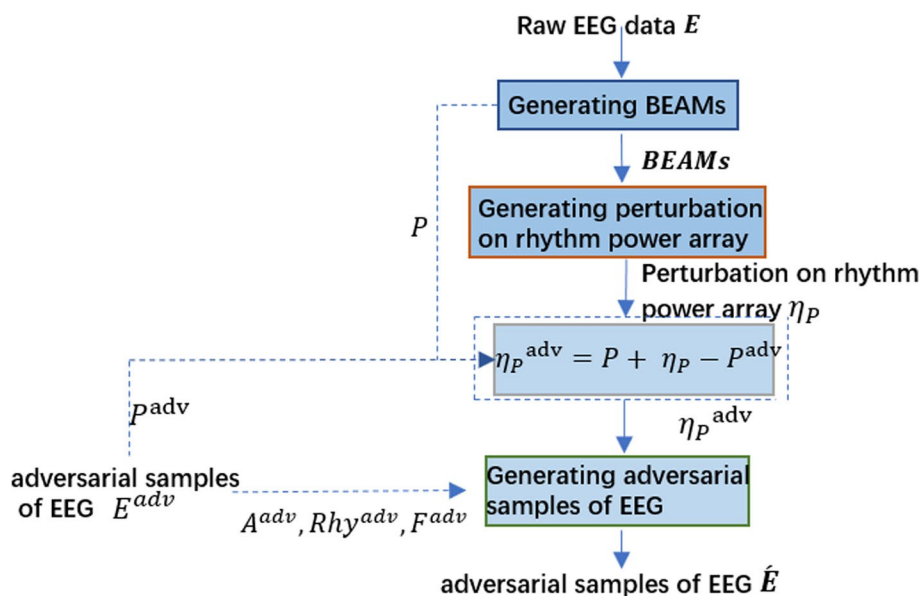 Raw EEG data E
Generating BEAMs
BEAMs
P
Generating perturbation
on rhythm power array
Perturbation on rhythm
power array η_P
η_P^adv = P + η_P − P^adv
P^adv
η_P^adv
adversarial samples
of EEG E^adv
A^adv, Rhy^adv, F^adv
Generating adversarial
samples of EEG
adversarial samples of EEG É